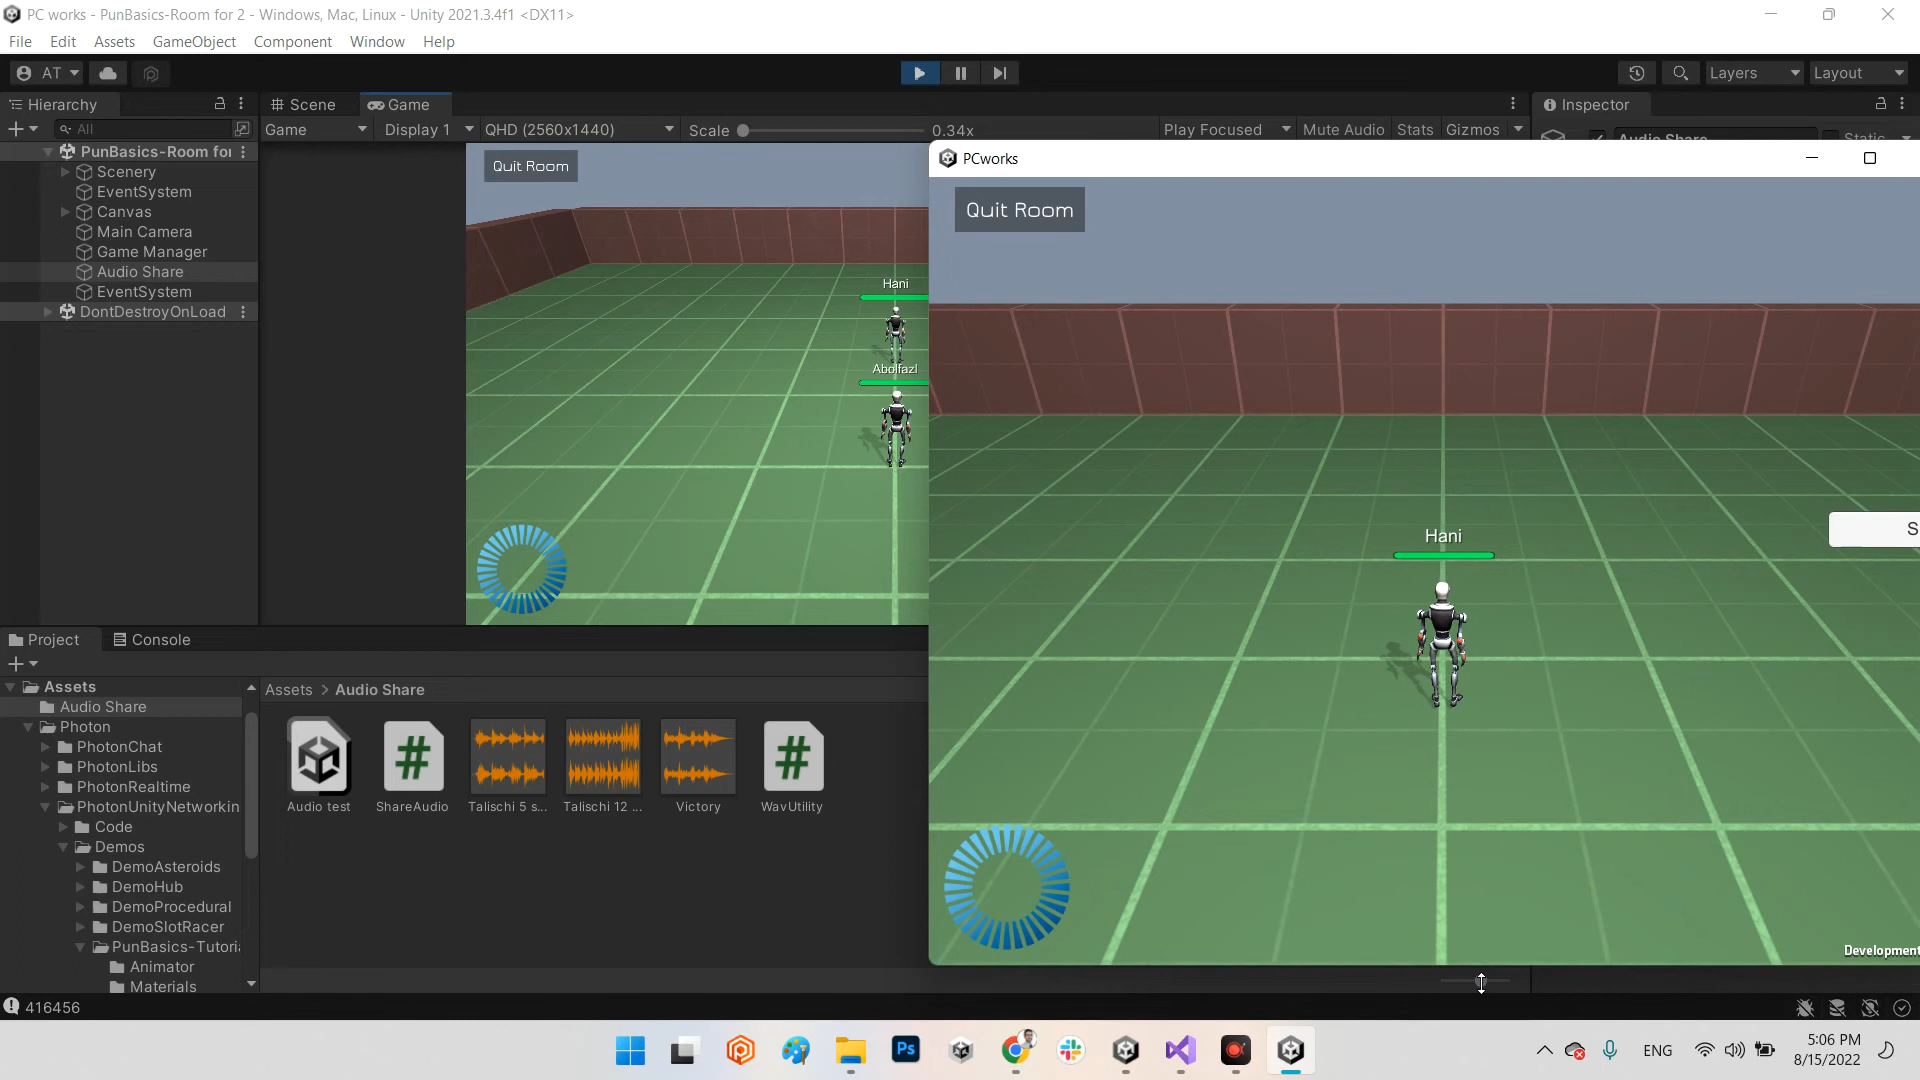 PC works - PunBasics-Room for 2 - Windows, Mac, Linux - Unity 2021.3.4f1 <DX11>
File Edit Assets GameObject Component Window Help
AT Layers Layout
Hierarchy Scene Game Inspector
All Game Display 1 QHD (2560x1440) Scale 0.34x Play Focused Mute Audio Stats Gizmos
PunBasics-Room for
Scenery
EventSystem
Canvas
Main Camera
Game Manager
Audio Share
EventSystem
DontDestroyOnLoad
Quit Room
Hani
Abolfazl
Audio Share Static
PCworks
Quit Room
Hani
S
Development
Project Console
Assets
Audio Share
Photon
PhotonChat
PhotonLibs
PhotonRealtime
PhotonUnityNetworkin
Code
Demos
DemoAsteroids
DemoHub
DemoProcedural
DemoSlotRacer
PunBasics-Tutoria
Animator
Materials
Assets > Audio Share
Audio test ShareAudio Talischi 5 s... Talischi 12 ... Victory WavUtility
416456
Ps
ENG
5:06 PM
8/15/2022